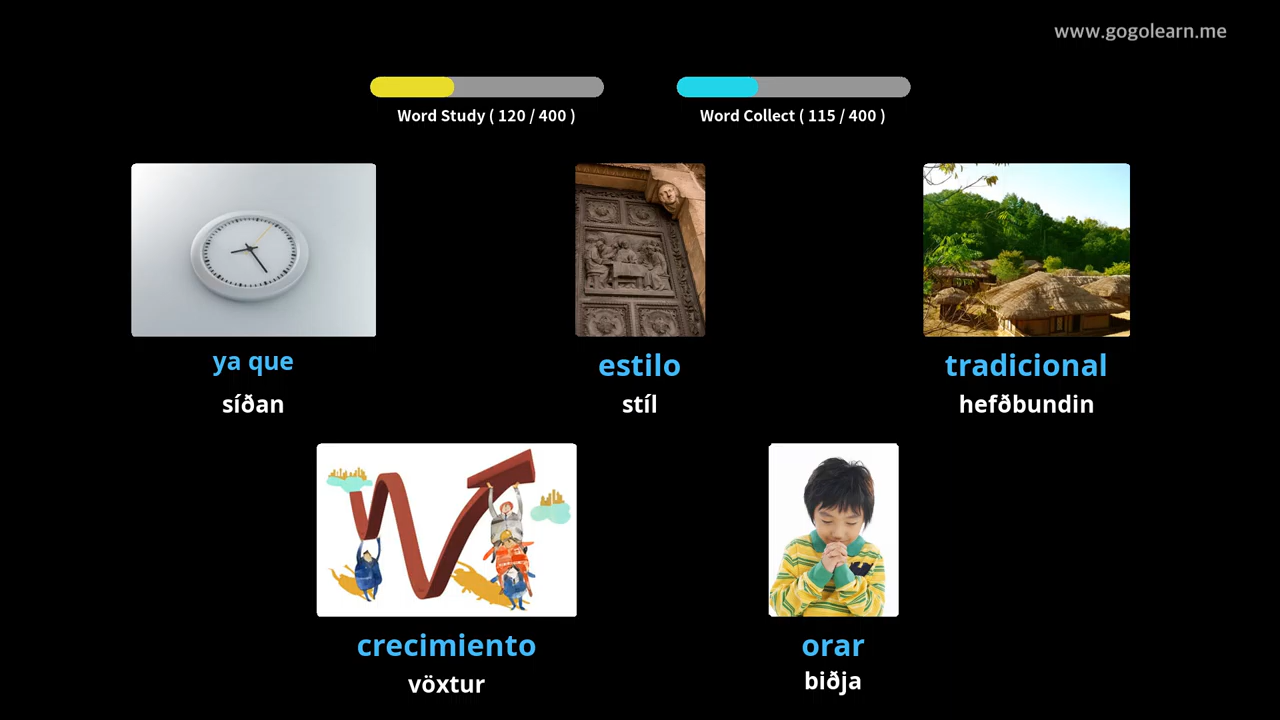 www.gogolearn.me
Word Study ( 120 / 400 )
Word Collect ( 115 / 400 )
ya que
síðan
estilo
stíl
tradicional
hefðbundin
crecimiento
vöxtur
orar
biðja